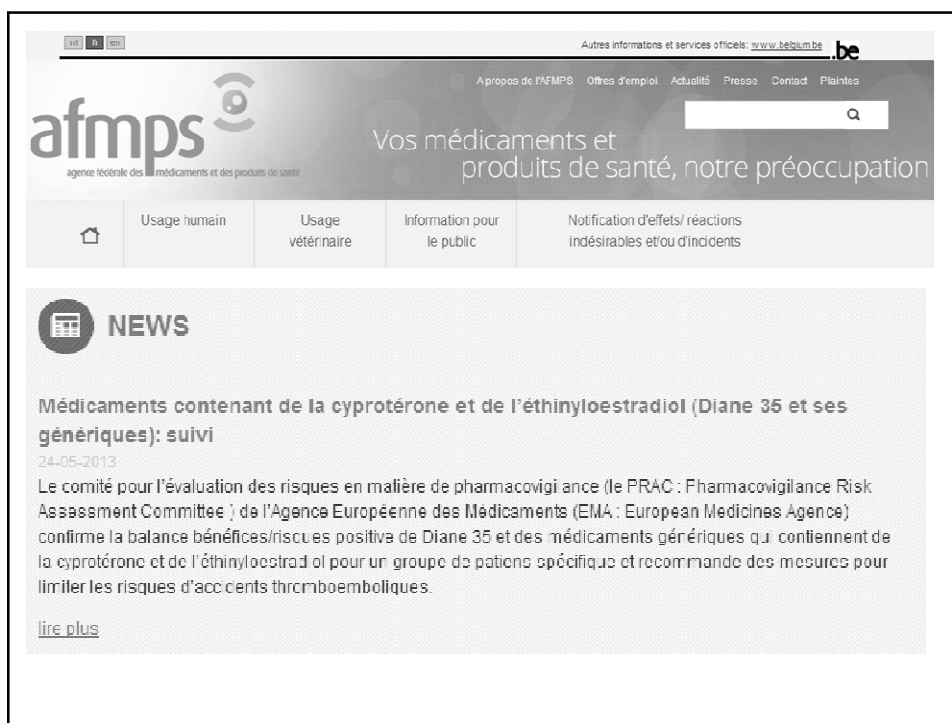 nl fr en
Autres informations et services officiels: www.belgium.be
.be
A propos de l'AFMPS Offres d'emploi Actualité Presse Contact Plaintes
afmps
agence fédérale des médicaments et des produits de santé
Vos médicaments et
produits de santé, notre préoccupation
Usage humain
Usage
vétérinaire
Information pour
le public
Notification d'effets/ réactions
indésirables et/ou d'incidents
NEWS
Médicaments contenant de la cyprotérone et de l'éthinyloestradiol (Diane 35 et ses
génériques): suivi
24-05-2013
Le comité pour l'évaluation des risques en matière de pharmacovigilance (le PRAC : Pharmacovigilance Risk
Assessment Committee ) de l'Agence Européenne des Médicaments (EMA : European Medicines Agence)
confirme la balance bénéfices/risques positive de Diane 35 et des médicaments génériques qui contiennent de
la cyprotérone et de l'éthinyloestradiol pour un groupe de patiens spécifique et recommande des mesures pour
limiter les risques d'accidents thromboemboliques.
lire plus